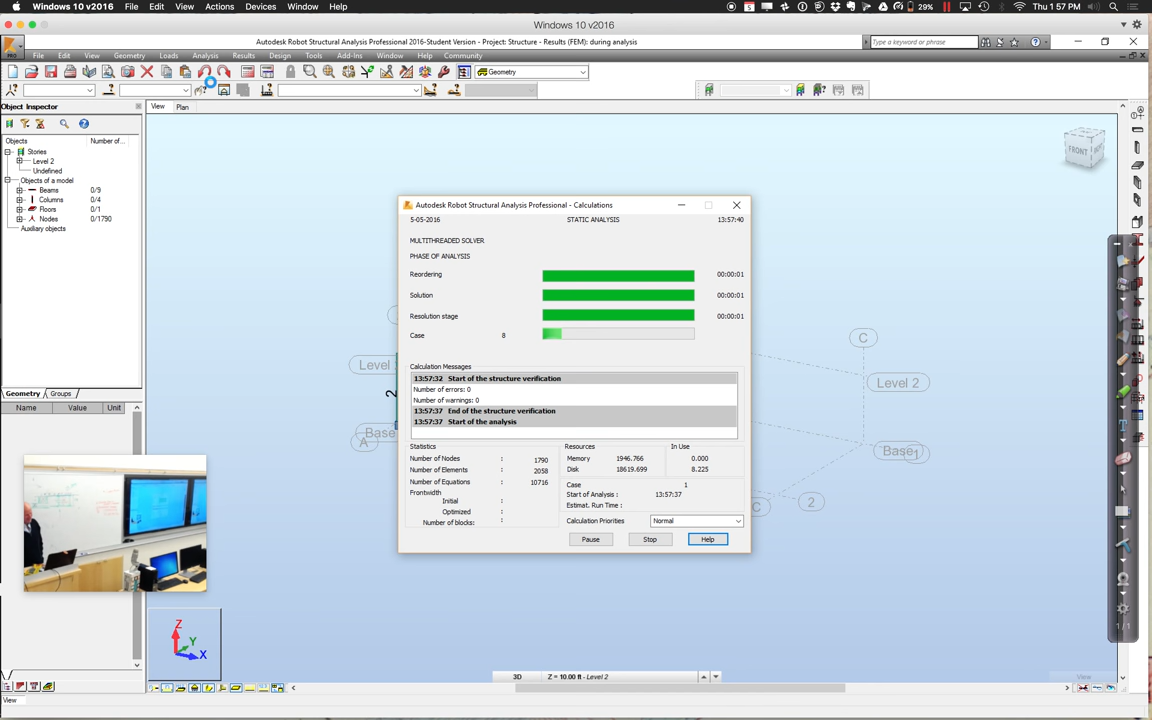 Windows 10 v2016 File Edit View Actions Devices Window Help 29% Thu 1 57 PM
Windows 10 v2016
Autodesk Robot Structural Analysis Professional 2016-Student Version - Project: Structure - Results (FEM): during analysis
Type a keyword or phrase
PRO
File Edit View Geometry Loads Analysis Results Design Tools Add-Ins Window Help Community
Geometry
Object Inspector
View Plan
Objects Number of...
Stories
Level 2
Undefined
Objects of a model
Beams 0/9
Columns 0/4
Floors 0/1
Nodes 0/1790
Auxiliary objects
FRONT
Autodesk Robot Structural Analysis Professional - Calculations
5-05-2016 STATIC ANALYSIS 13:57:40
MULTITHREADED SOLVER
PHASE OF ANALYSIS
Reordering 00:00:01
Solution 00:00:01
Resolution stage 00:00:01
Case 8
Calculation Messages
13:57:32 Start of the structure verification
Number of errors: 0
Number of warnings: 0
13:57:37 End of the structure verification
13:57:37 Start of the analysis
Statistics
Number of Nodes : 1790
Number of Elements : 2058
Number of Equations : 10716
Frontwidth
Initial :
Optimized :
Number of blocks: :
Resources In Use
Memory 1946.766 0.000
Disk 18619.699 8.225
Case 1
Start of Analysis : 13:57:37
Estimat. Run Time :
Calculation Priorities Normal
Pause Stop Help
C
Level
Level 2
2
Base
A
Base
1
C
2
Geometry Groups
Name Value Unit
Z
Y
X
1/1
3D Z = 10.00 ft - Level 2
View
View